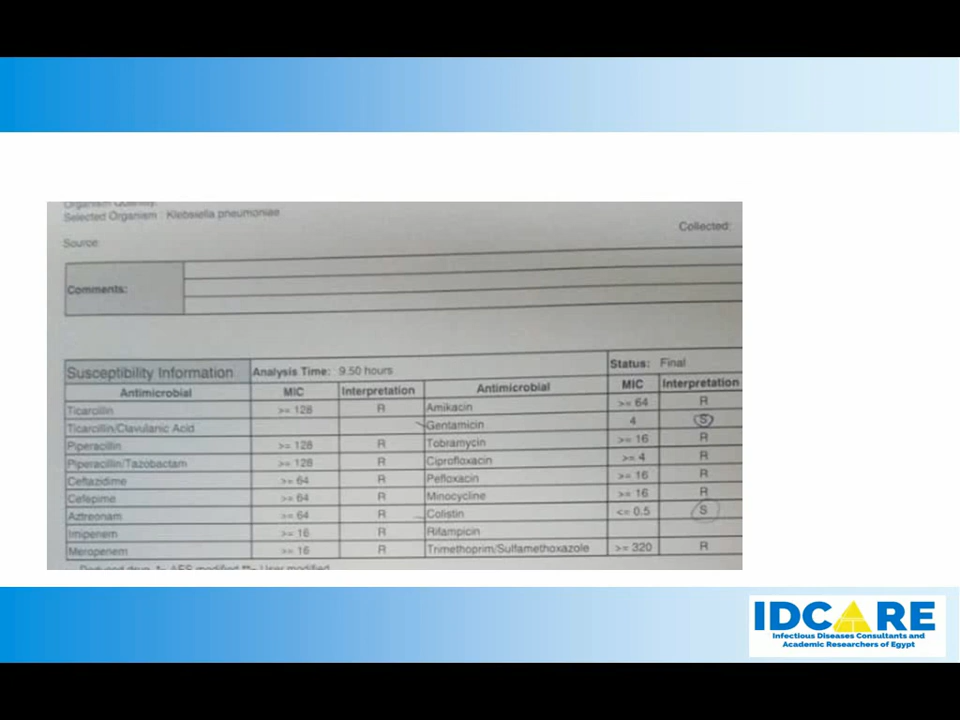 Selected Organism : Klebsiella pneumoniae
Collected:
Source:
Comments:
Susceptibility Information Analysis Time: 9.50 hours Status: Final
Antimicrobial MIC Interpretation Antimicrobial MIC Interpretation
Ticarcillin >= 128 R Amikacin >= 64 R
Ticarcillin/Clavulanic Acid Gentamicin 4 S
Piperacillin >= 128 R Tobramycin >= 16 R
Piperacillin/Tazobactam >= 128 R Ciprofloxacin >= 4 R
Ceftazidime >= 64 R Pefloxacin >= 16 R
Cefepime >= 64 R Minocycline >= 16 R
Aztreonam >= 64 R Colistin <= 0.5 S
Imipenem >= 16 R Rifampicin
Meropenem >= 16 R Trimethoprim/Sulfamethoxazole >= 320 R
IDCARE
Infectious Diseases Consultants and
Academic Researchers of Egypt